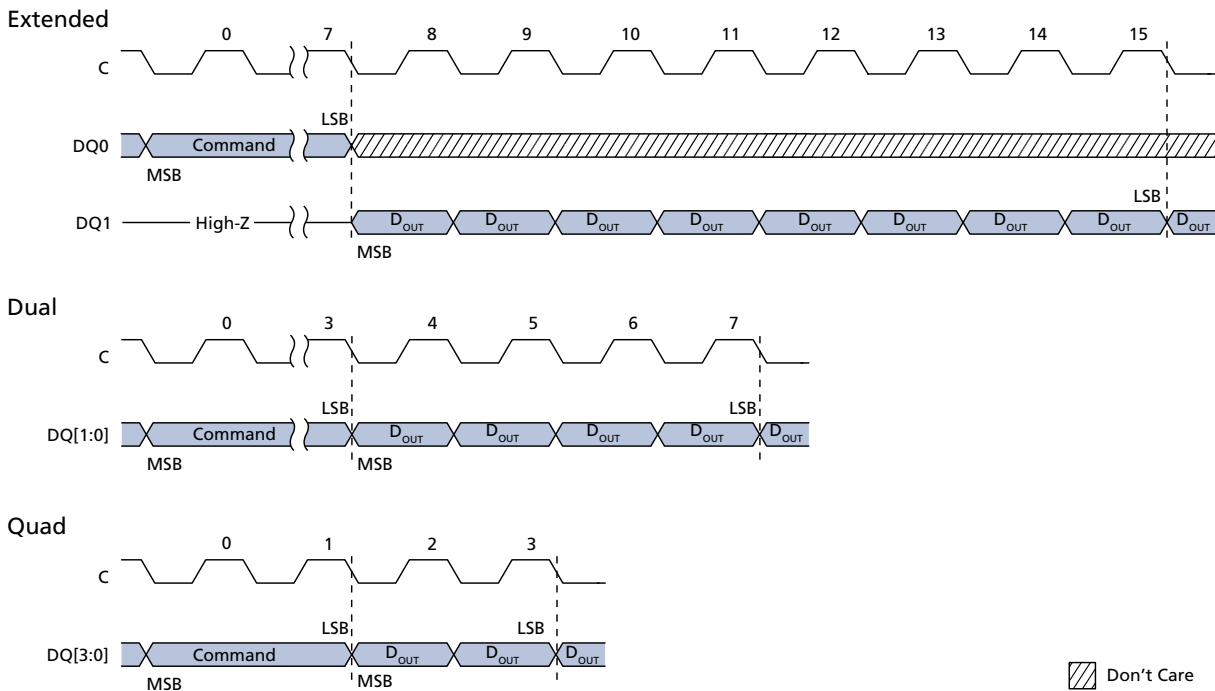 Extended
0 7 8 9 10 11 12 13 14 15
C
LSB
DQ0 Command
MSB
LSB
DQ1 High-Z DOUT DOUT DOUT DOUT DOUT DOUT DOUT DOUT DOUT
MSB
Dual
0 3 4 5 6 7
C
LSB LSB
DQ[1:0] Command DOUT DOUT DOUT DOUT DOUT
MSB MSB
Quad
0 1 2 3
C
LSB LSB
DQ[3:0] Command DOUT DOUT DOUT
MSB MSB
Don't Care